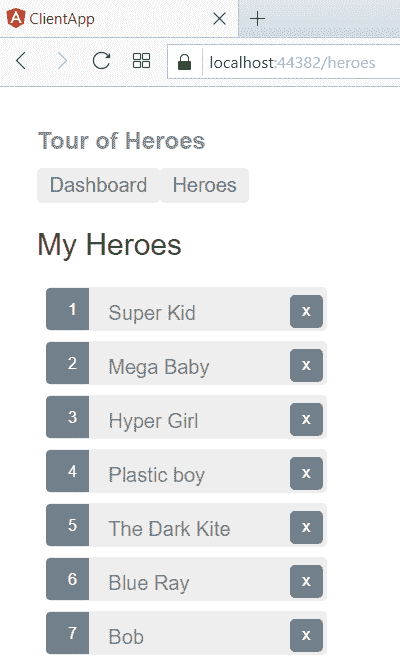 ClientApp
localhost:44382/heroes
Tour of Heroes
Dashboard Heroes
My Heroes
1 Super Kid x
2 Mega Baby x
3 Hyper Girl x
4 Plastic boy x
5 The Dark Kite x
6 Blue Ray x
7 Bob x